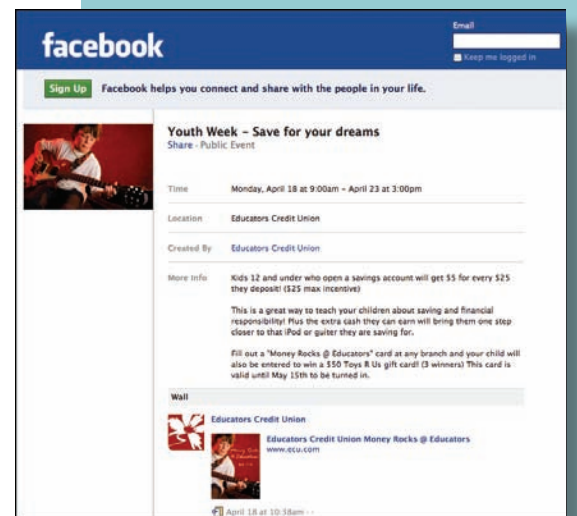 Email
facebook
Keep me logged in
Sign Up Facebook helps you connect and share with the people in your life.
Youth Week – Save for your dreams
Share · Public Event
Time Monday, April 18 at 9:00am – April 23 at 3:00pm
Location Educators Credit Union
Created By Educators Credit Union
More Info Kids 12 and under who open a savings account will get $5 for every $25
they deposit! ($25 max incentive)
This is a great way to teach your children about saving and financial
responsibility! Plus the extra cash they can earn will bring them one step
closer to that iPod or guiter they are saving for.
Fill out a "Money Rocks @ Educators" card at any branch and your child will
also be entered to win a $50 Toys R Us gift card! (3 winners) This card is
valid until May 15th to be turned in.
Wall
Educators Credit Union
Educators Credit Union Money Rocks @ Educators
www.ecu.com
April 18 at 10:38am · ·